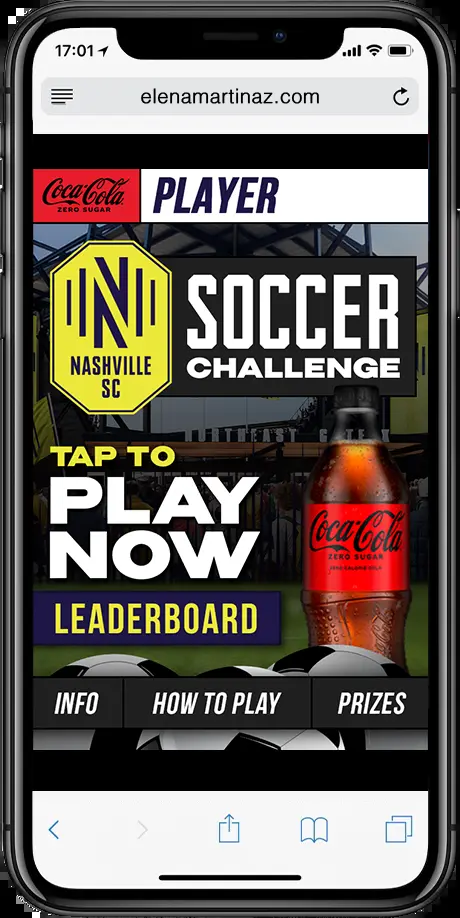 17:01
elenamartinaz.com
Coca-Cola
ZERO SUGAR
PLAYER
NASHVILLE
SC
SOCCER
CHALLENGE
TAP TO
PLAY
NOW
Coca-Cola
ZERO SUGAR
LEADERBOARD
INFO
HOW TO PLAY
PRIZES